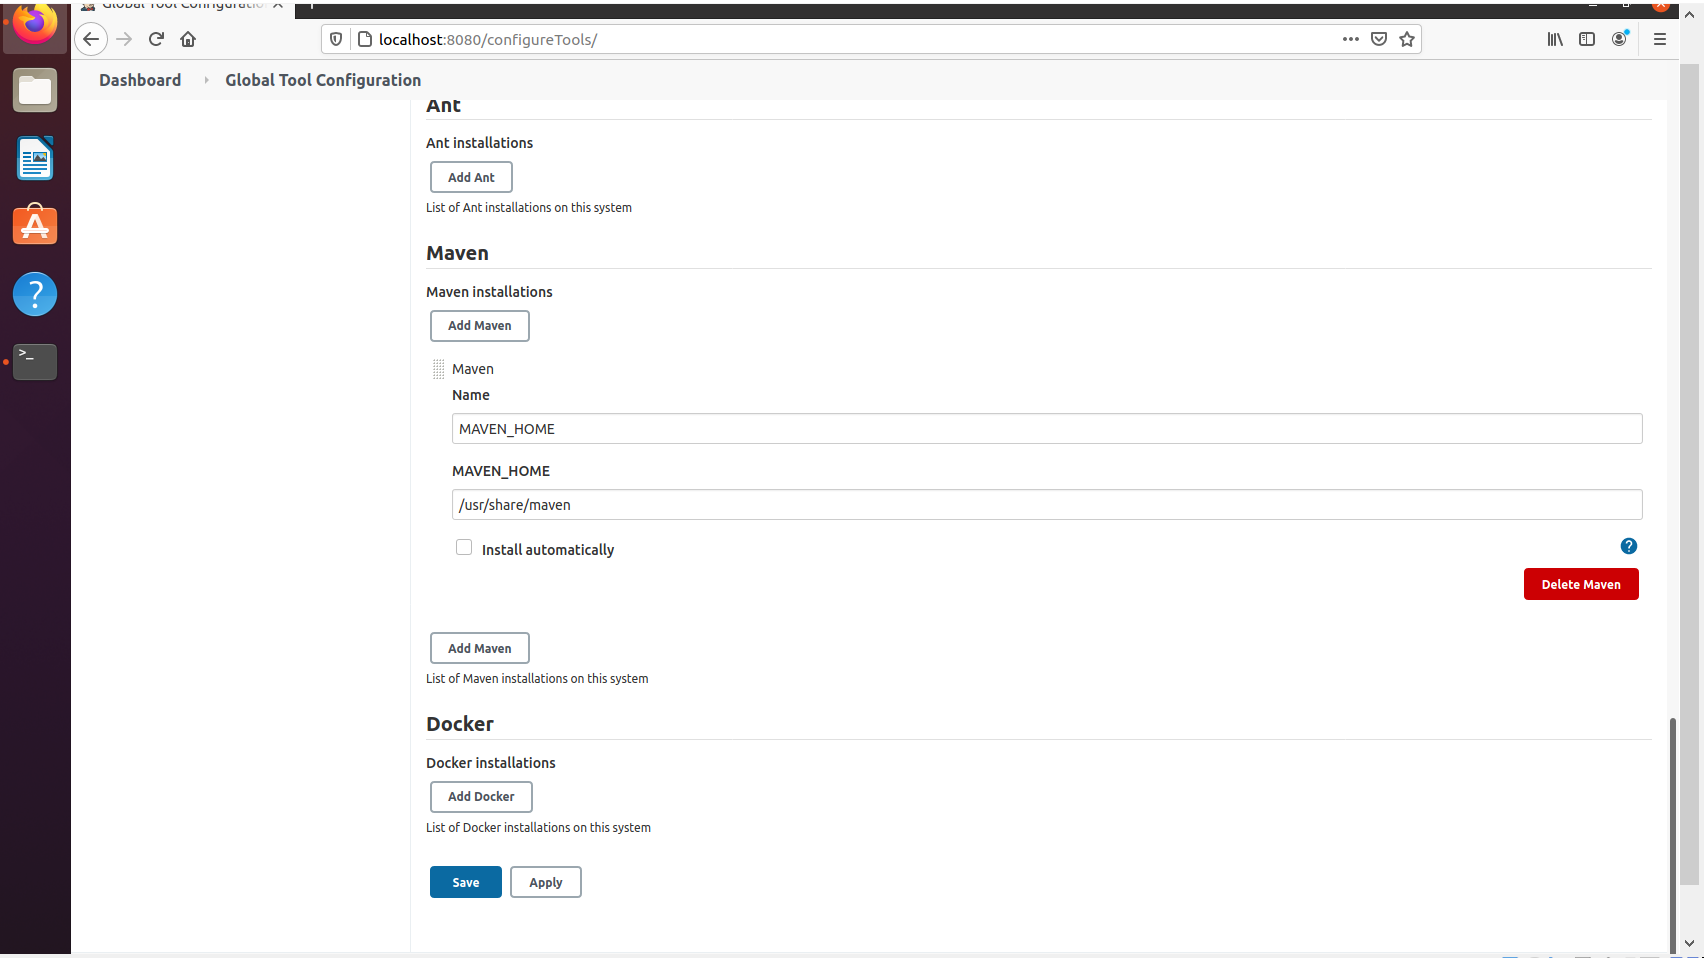 Global Tool Configuratio
localhost:8080/configureTools/
Dashboard Global Tool Configuration
Ant
Ant installations
Add Ant
List of Ant installations on this system
Maven
Maven installations
Add Maven
Maven
Name
MAVEN_HOME
MAVEN_HOME
/usr/share/maven
Install automatically
?
Delete Maven
Add Maven
List of Maven installations on this system
Docker
Docker installations
Add Docker
List of Docker installations on this system
Save Apply